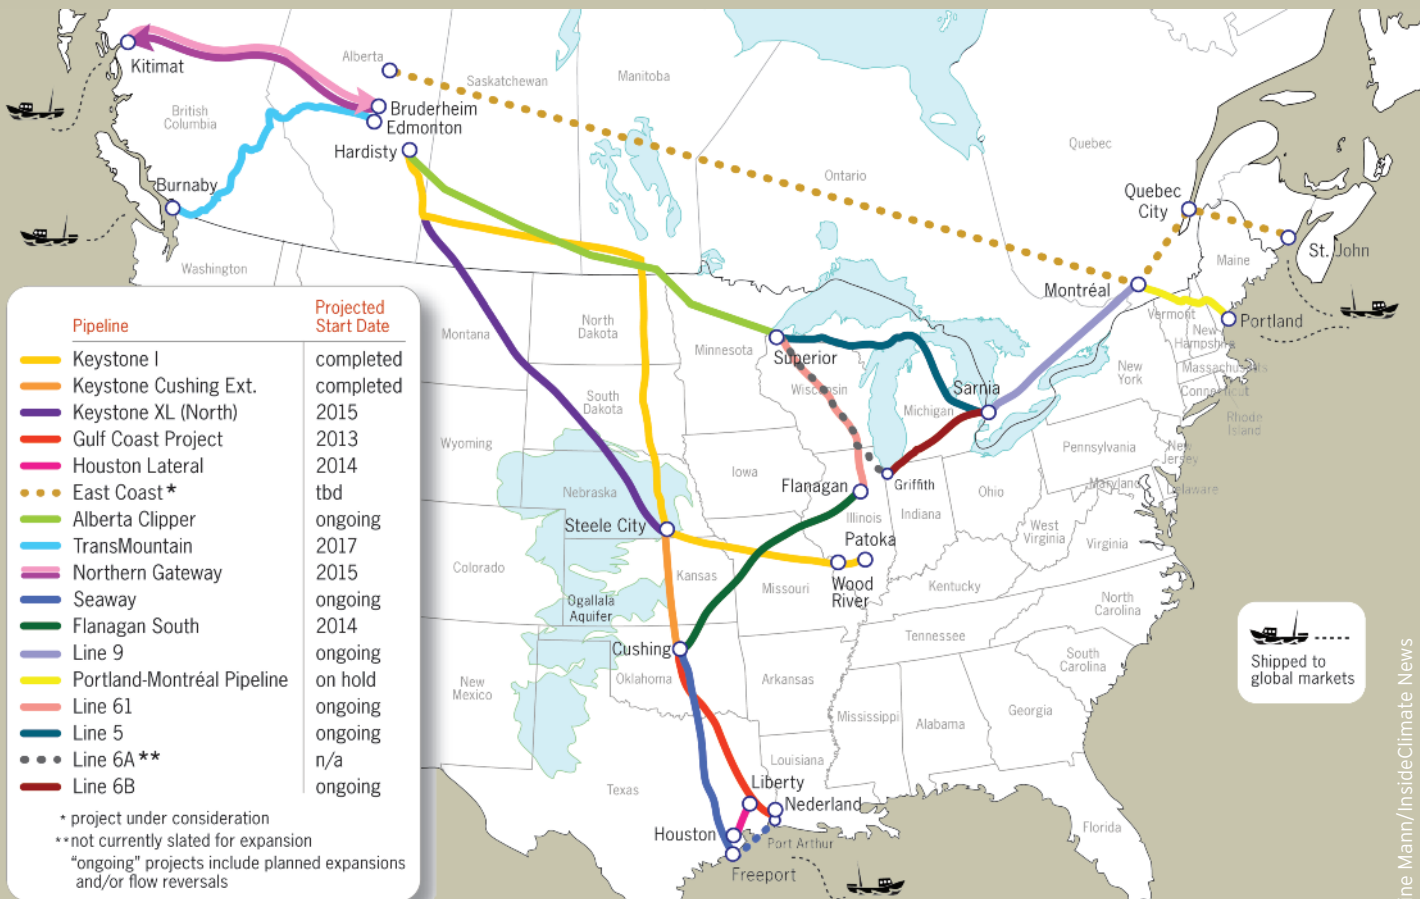 Kitimat
Alberta
Saskatchewan
Manitoba
British
Columbia
Bruderheim
Edmonton
Hardisty
Quebec
Ontario
Burnaby
Quebec
City
St. John
Maine
Washington
Montréal
Vermont
Portland
New
Hampshire
Massachusetts
Connecticut
Rhode
Island
New
York
Montana
North
Dakota
Minnesota
Superior
Wisconsin
Sarnia
Michigan
South
Dakota
Wyoming
Pennsylvania
New
Jersey
Maryland
Delaware
Iowa
Nebraska
Flanagan
Griffith
Ohio
Steele City
Illinois
Indiana
West
Virginia
Virginia
Patoka
Colorado
Kansas
Missouri
Wood
River
Kentucky
Ogallala
Aquifer
North
Carolina
Tennessee
Cushing
Oklahoma
Arkansas
South
Carolina
New
Mexico
Mississippi
Alabama
Georgia
Louisiana
Texas
Liberty
Nederland
Houston
Port Arthur
Florida
Freeport
Pipeline
Projected
Start Date
Keystone I completed
Keystone Cushing Ext. completed
Keystone XL (North) 2015
Gulf Coast Project 2013
Houston Lateral 2014
East Coast* tbd
Alberta Clipper ongoing
TransMountain 2017
Northern Gateway 2015
Seaway ongoing
Flanagan South 2014
Line 9 ongoing
Portland-Montréal Pipeline on hold
Line 61 ongoing
Line 5 ongoing
Line 6A** n/a
Line 6B ongoing
* project under consideration
**not currently slated for expansion
"ongoing" projects include planned expansions
and/or flow reversals
Shipped to
global markets
Mann/InsideClimate News